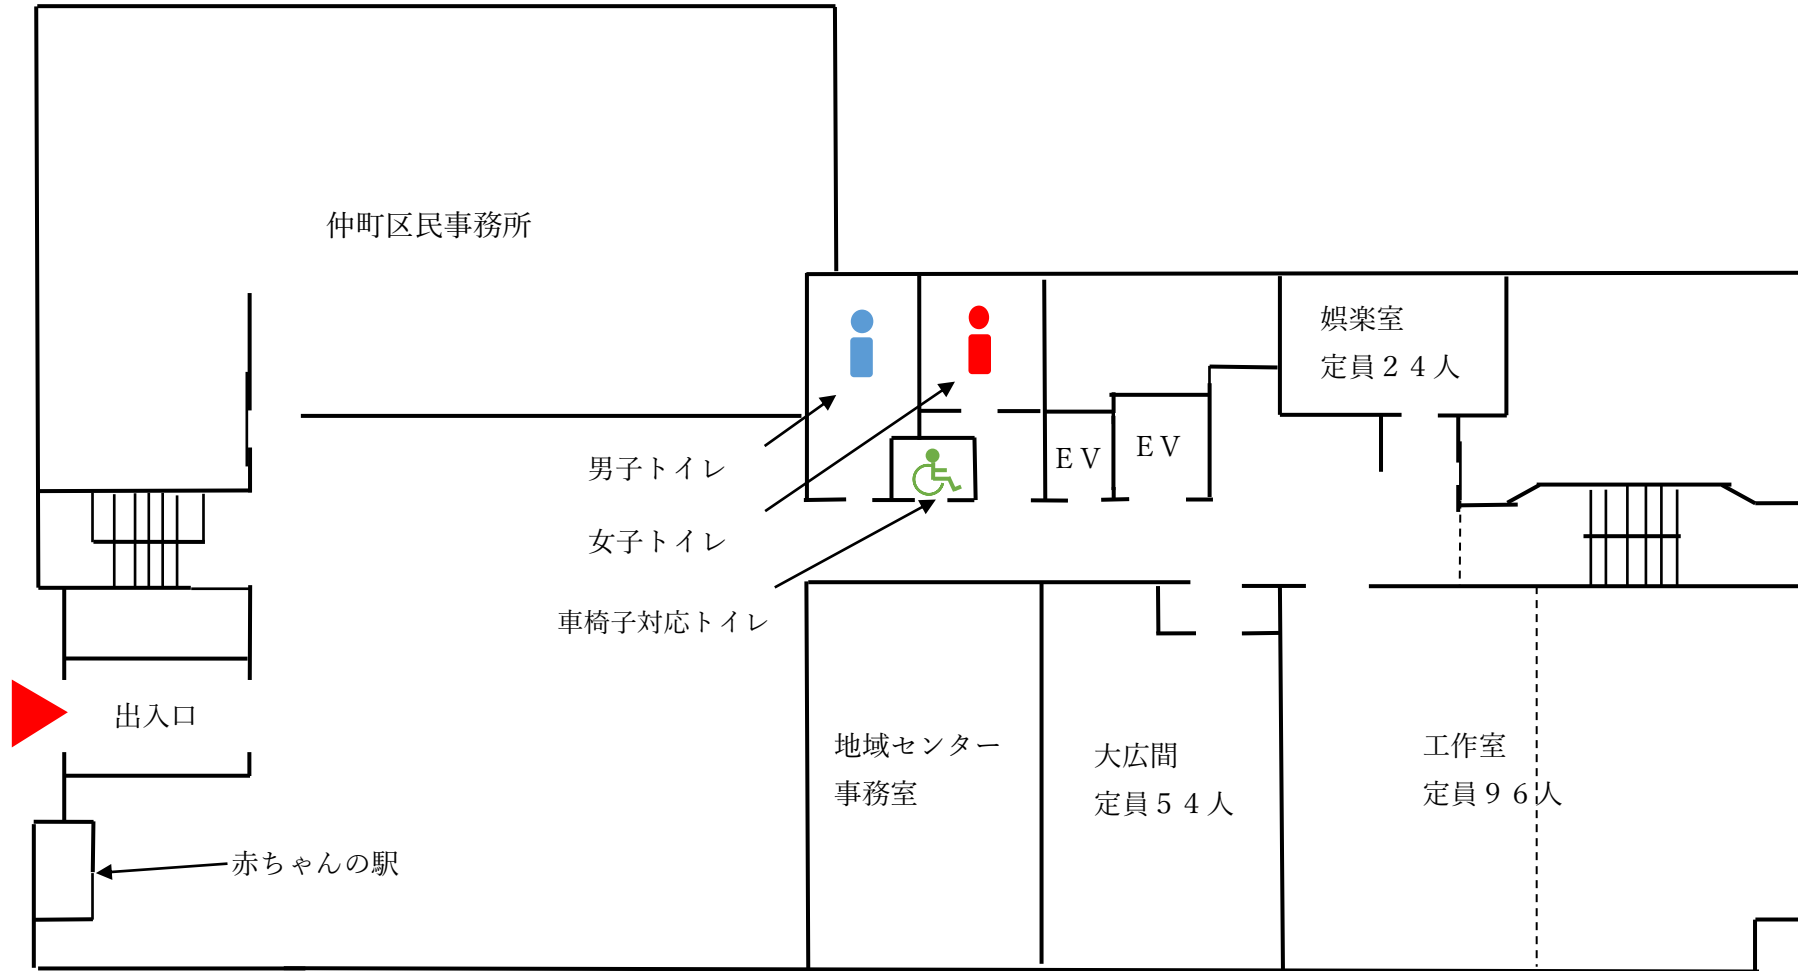 仲町区民事務所
娯楽室
定員２４人
男子トイレ
ＥＶ
ＥＶ
女子トイレ
車椅子対応トイレ
出入口
地域センター
事務室
大広間
定員５４人
工作室
定員９６人
赤ちゃんの駅